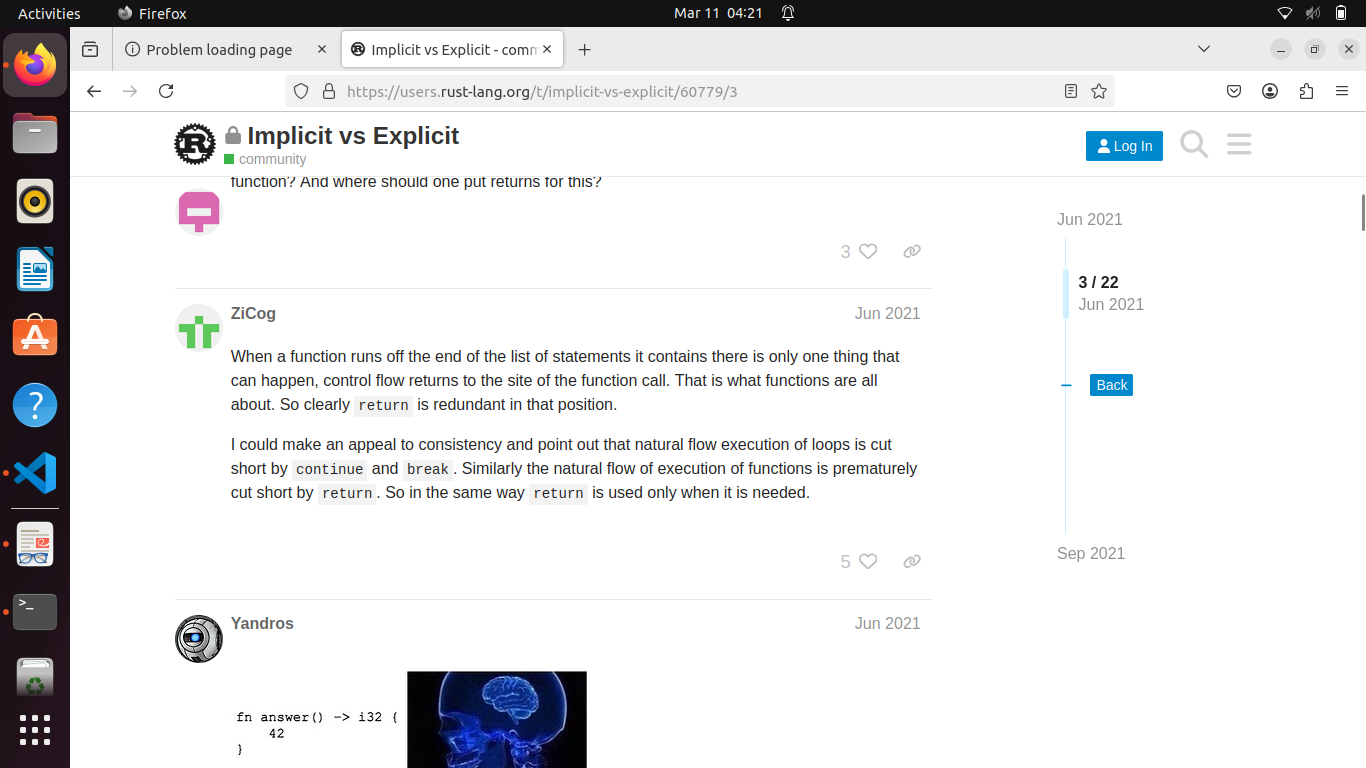 Activities
Firefox
Mar 11 04:21
Problem loading page
Implicit vs Explicit - comm
https://users.rust-lang.org/t/implicit-vs-explicit/60779/3
Implicit vs Explicit
community
Log In
function? And where should one put returns for this?
3
ZiCog
Jun 2021
When a function runs off the end of the list of statements it contains there is only one thing that
can happen, control flow returns to the site of the function call. That is what functions are all
about. So clearly return is redundant in that position.
I could make an appeal to consistency and point out that natural flow execution of loops is cut
short by continue and break. Similarly the natural flow of execution of functions is prematurely
cut short by return. So in the same way return is used only when it is needed.
5
Yandros
Jun 2021
fn answer() -> i32 {
42
}
Jun 2021
3 / 22
Jun 2021
Back
Sep 2021